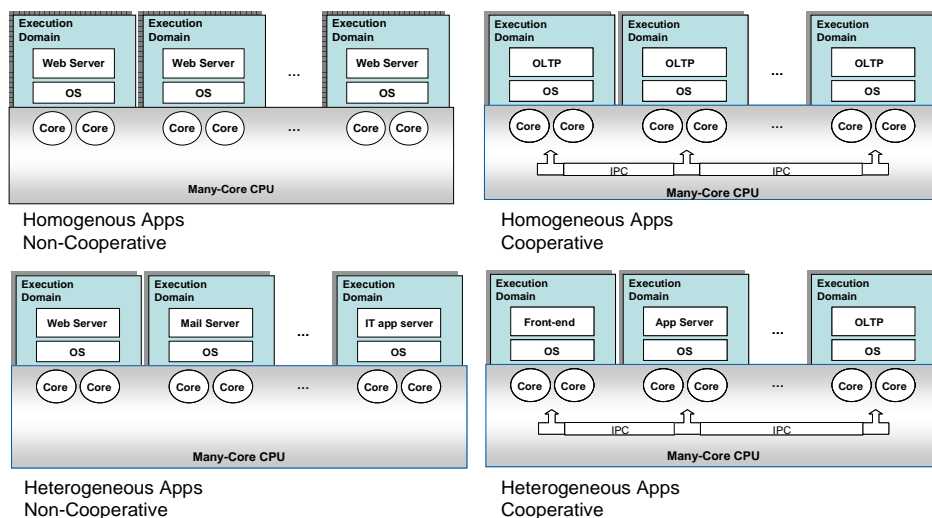 Execution Domain
Web Server
OS
Execution Domain
Web Server
OS
...
Execution Domain
Web Server
OS
Core Core
Core Core
...
Core Core
Many-Core CPU
Homogenous Apps
Non-Cooperative
Execution Domain
OLTP
OS
Execution Domain
OLTP
OS
...
Execution Domain
OLTP
OS
Core Core
Core Core
...
Core Core
IPC
IPC
Many-Core CPU
Homogeneous Apps
Cooperative
Execution Domain
Web Server
OS
Execution Domain
Mail Server
OS
...
Execution Domain
IT app server
OS
Core Core
Core Core
...
Core Core
Many-Core CPU
Heterogeneous Apps
Non-Cooperative
Execution Domain
Front-end
OS
Execution Domain
App Server
OS
...
Execution Domain
OLTP
OS
Core Core
Core Core
...
Core Core
IPC
IPC
Many-Core CPU
Heterogeneous Apps
Cooperative